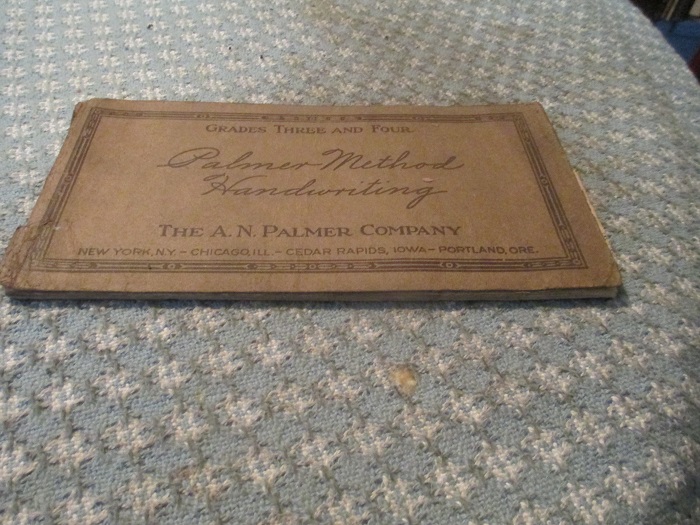 GRADES THREE AND FOUR.
Palmer Method
Handwriting
THE A. N. PALMER COMPANY
NEW YORK, N.Y. – CHICAGO, ILL. – CEDAR RAPIDS, IOWA – PORTLAND, ORE.